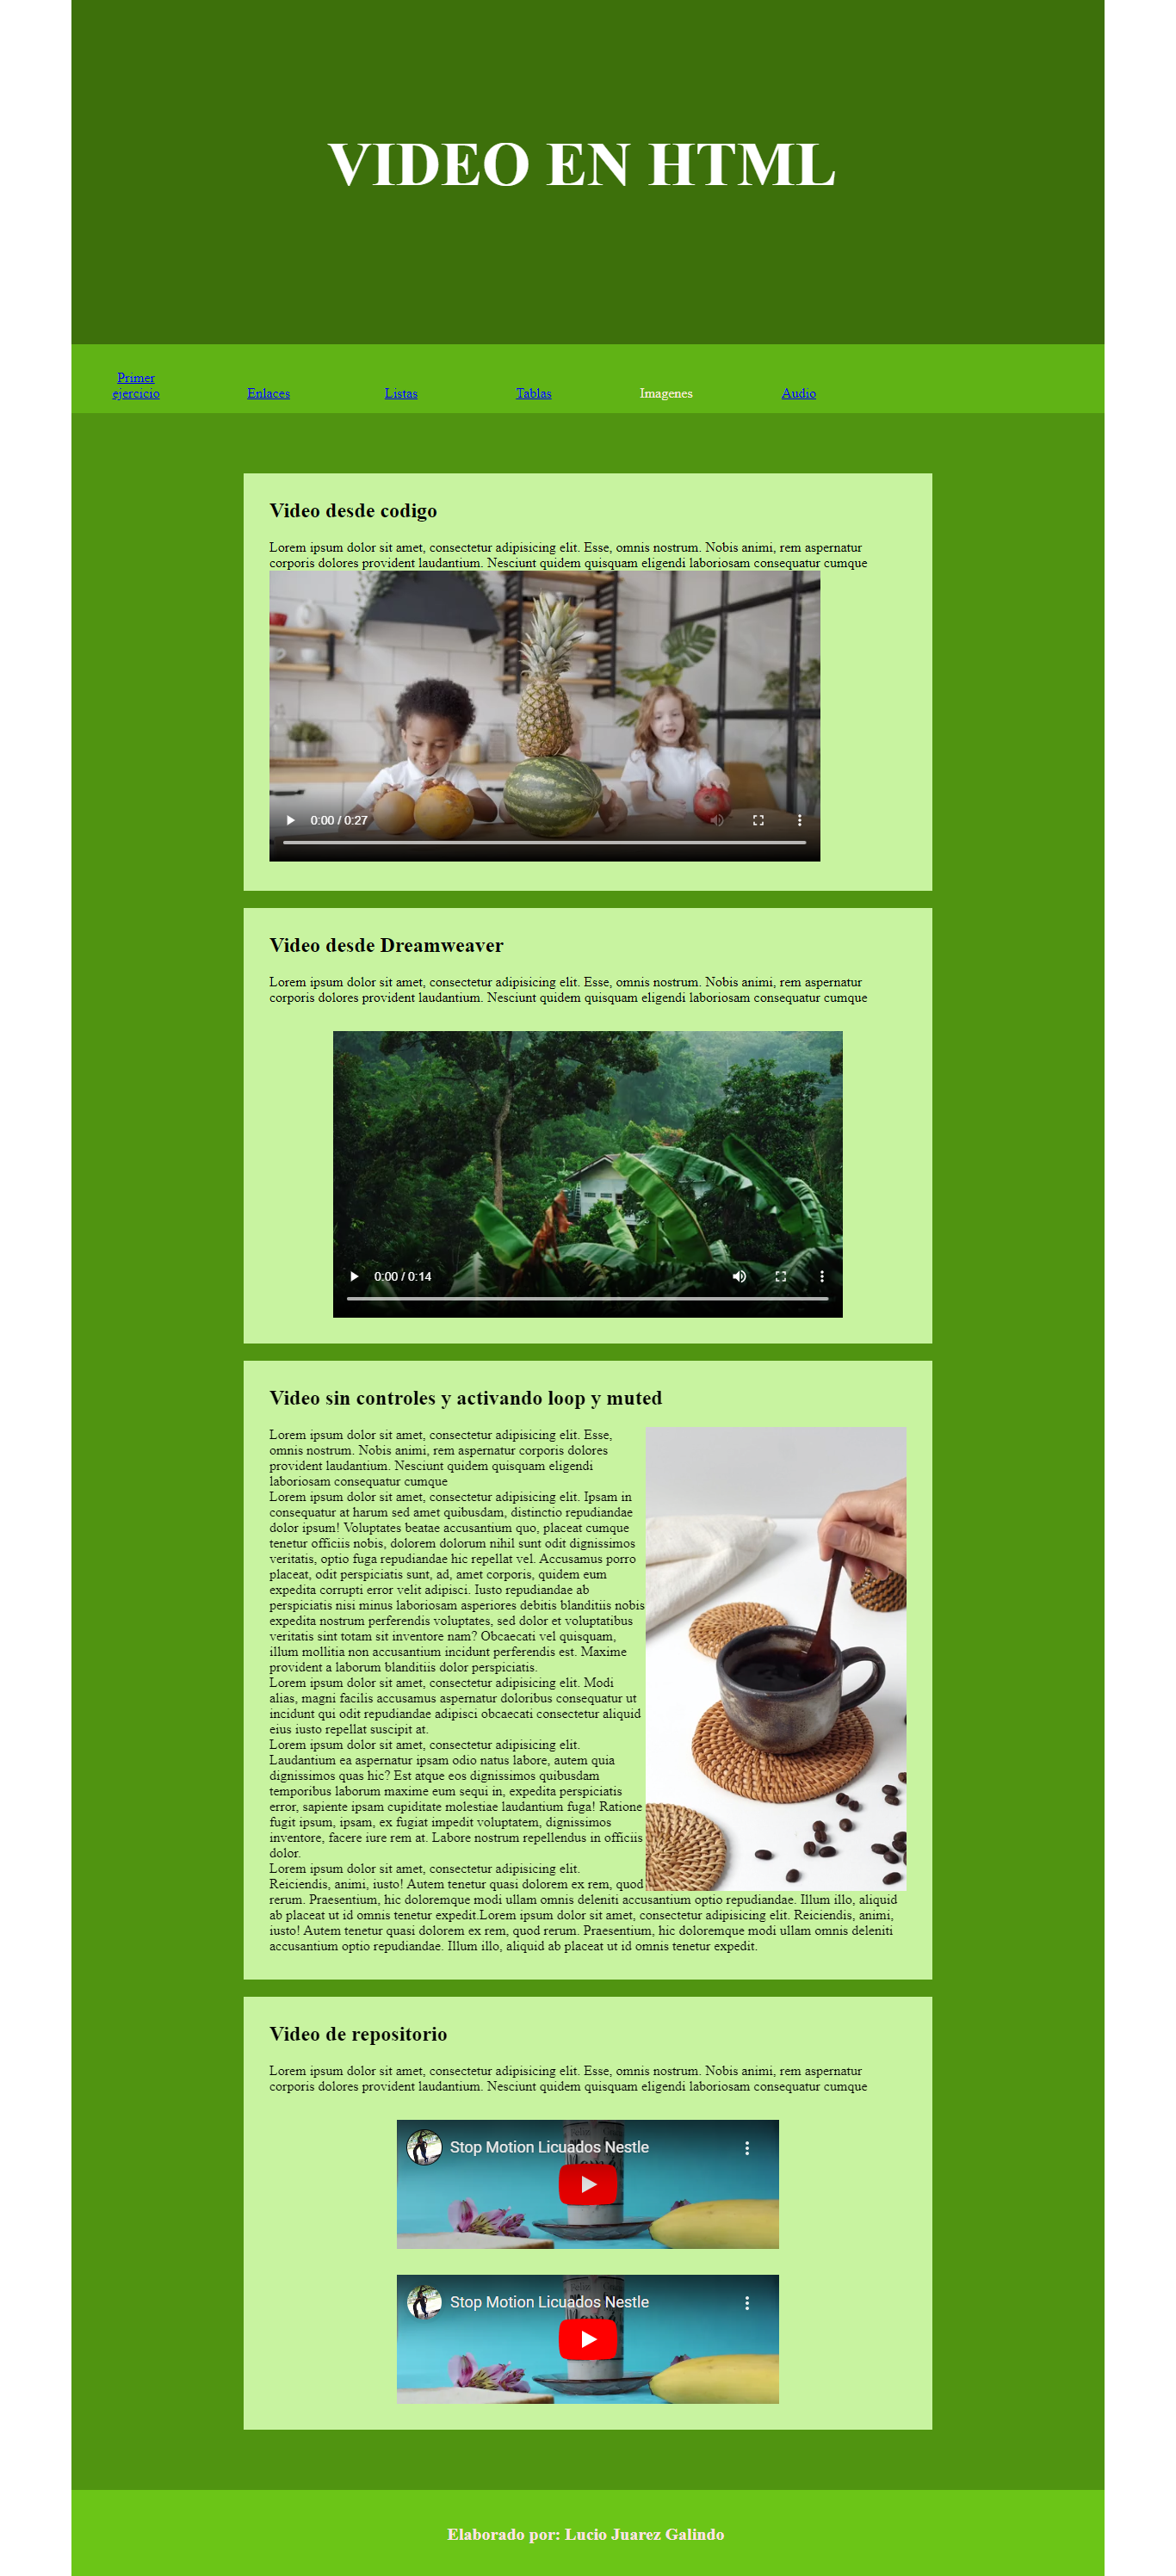 VIDEO EN HTML
Primer
ejercicio
Enlaces
Listas
Tablas
Imagenes
Audio
Video desde codigo
Lorem ipsum dolor sit amet, consectetur adipisicing elit. Esse, omnis nostrum. Nobis animi, rem aspernatur
corporis dolores provident laudantium. Nesciunt quidem quisquam eligendi laboriosam consequatur cumque
0:00 / 0:27
Video desde Dreamweaver
Lorem ipsum dolor sit amet, consectetur adipisicing elit. Esse, omnis nostrum. Nobis animi, rem aspernatur
corporis dolores provident laudantium. Nesciunt quidem quisquam eligendi laboriosam consequatur cumque
0:00 / 0:14
Video sin controles y activando loop y muted
Lorem ipsum dolor sit amet, consectetur adipisicing elit. Esse,
omnis nostrum. Nobis animi, rem aspernatur corporis dolores
provident laudantium. Nesciunt quidem quisquam eligendi
laboriosam consequatur cumque
Lorem ipsum dolor sit amet, consectetur adipisicing elit. Ipsam in
consequatur at harum sed amet quibusdam, distinctio repudiandae
dolor ipsum! Voluptates beatae accusantium quo, placeat cumque
tenetur officiis nobis, dolorem dolorum nihil sunt odit dignissimos
veritatis, optio fuga repudiandae hic repellat vel. Accusamus porro
placeat, odit perspiciatis sunt, ad, amet corporis, quidem eum
expedita corrupti error velit adipisci. Iusto repudiandae ab
perspiciatis nisi minus laboriosam asperiores debitis blanditiis nobis
expedita nostrum perferendis voluptates, sed dolor et voluptatibus
veritatis sint totam sit inventore nam? Obcaecati vel quisquam,
illum mollitia non accusantium incidunt perferendis est. Maxime
provident a laborum blanditiis dolor perspiciatis.
Lorem ipsum dolor sit amet, consectetur adipisicing elit. Modi
alias, magni facilis accusamus aspernatur doloribus consequatur ut
incidunt qui odit repudiandae adipisci obcaecati consectetur aliquid
eius iusto repellat suscipit at.
Lorem ipsum dolor sit amet, consectetur adipisicing elit.
Laudantium ea aspernatur ipsam odio natus labore, autem quia
dignissimos quas hic? Est atque eos dignissimos quibusdam
temporibus laborum maxime eum sequi in, expedita perspiciatis
error, sapiente ipsam cupiditate molestiae laudantium fuga! Ratione
fugit ipsum, ipsam, ex fugiat impedit voluptatem, dignissimos
inventore, facere iure rem at. Labore nostrum repellendus in officiis
dolor.
Lorem ipsum dolor sit amet, consectetur adipisicing elit.
Reiciendis, animi, iusto! Autem tenetur quasi dolorem ex rem, quod
rerum. Praesentium, hic doloremque modi ullam omnis deleniti accusantium optio repudiandae. Illum illo, aliquid
ab placeat ut id omnis tenetur expedit.Lorem ipsum dolor sit amet, consectetur adipisicing elit. Reiciendis, animi,
iusto! Autem tenetur quasi dolorem ex rem, quod rerum. Praesentium, hic doloremque modi ullam omnis deleniti
accusantium optio repudiandae. Illum illo, aliquid ab placeat ut id omnis tenetur expedit.
Video de repositorio
Lorem ipsum dolor sit amet, consectetur adipisicing elit. Esse, omnis nostrum. Nobis animi, rem aspernatur
corporis dolores provident laudantium. Nesciunt quidem quisquam eligendi laboriosam consequatur cumque
Stop Motion Licuados Nestle
Stop Motion Licuados Nestle
Elaborado por: Lucio Juarez Galindo